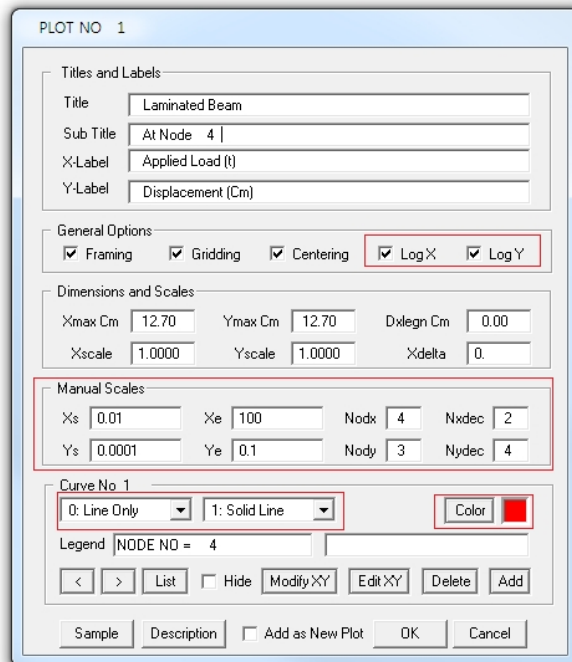 PLOT NO 1
Titles and Labels
Title Laminated Beam
Sub Title At Node 4
X-Label Applied Load (t)
Y-Label Displacement (Cm)
General Options
Framing Gridding Centering Log X Log Y
Dimensions and Scales
Xmax Cm 12.70 Ymax Cm 12.70 Dxlegn Cm 0.00
Xscale 1.0000 Yscale 1.0000 Xdelta 0.
Manual Scales
Xs 0.01 Xe 100 Nodx 4 Nxdec 2
Ys 0.0001 Ye 0.1 Nody 3 Nydec 4
Curve No 1
0: Line Only 1: Solid Line Color
Legend NODE NO = 4
< > List Hide Modify XY Edit XY Delete Add
Sample Description Add as New Plot OK Cancel